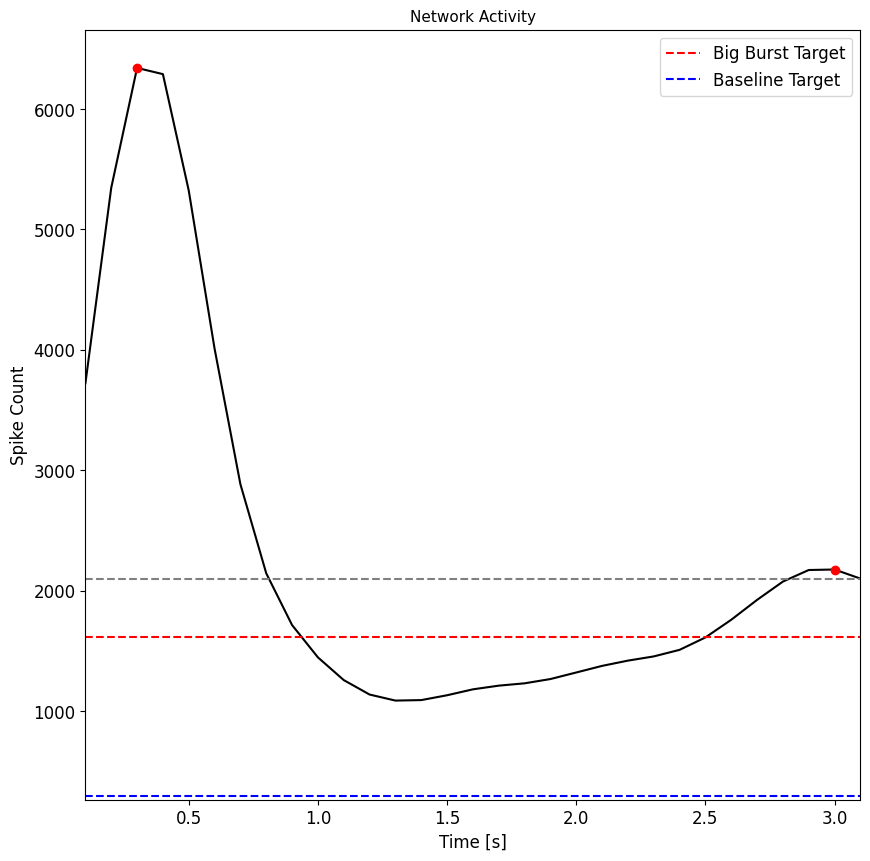 Network Activity
Big Burst Target
Baseline Target
Spike Count
6000
5000
4000
3000
2000
1000
0.5 1.0 1.5 2.0 2.5 3.0
Time [s]